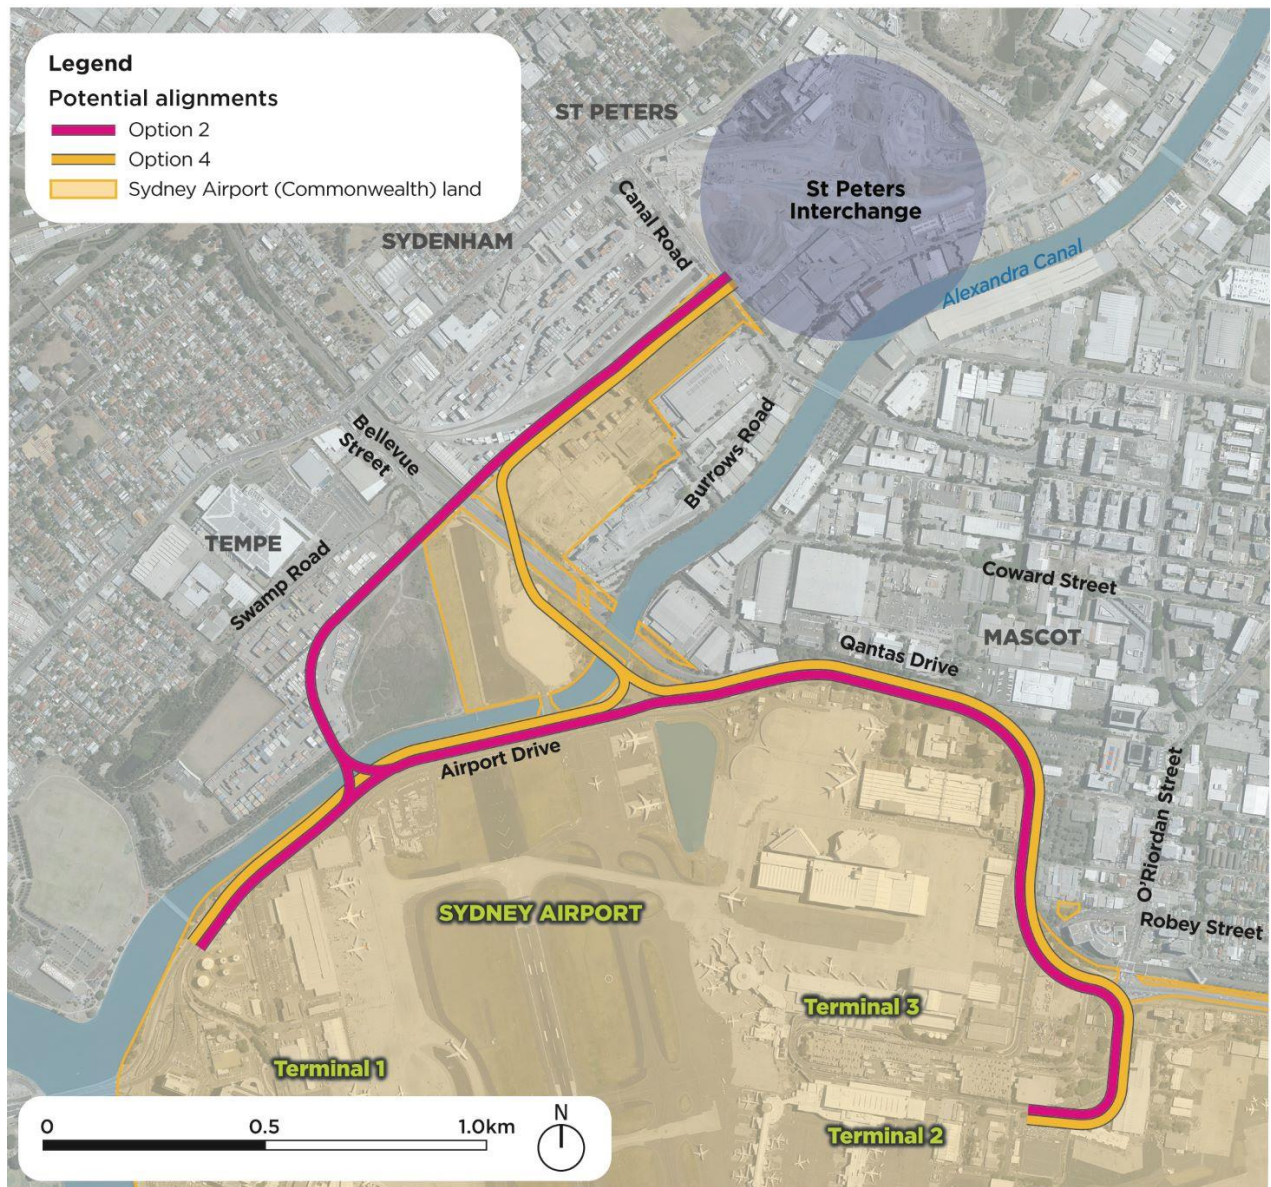 Legend
Potential alignments
Option 2
Option 4
Sydney Airport (Commonwealth) land
ST PETERS
St Peters
Interchange
Canal Road
SYDENHAM
Alexandra Canal
Bellevue
Street
Burrows Road
TEMPE
Swamp Road
Coward Street
MASCOT
Qantas Drive
Airport Drive
O'Riordan Street
SYDNEY AIRPORT
Robey Street
Terminal 3
Terminal 1
Terminal 2
0 0.5 1.0km
N